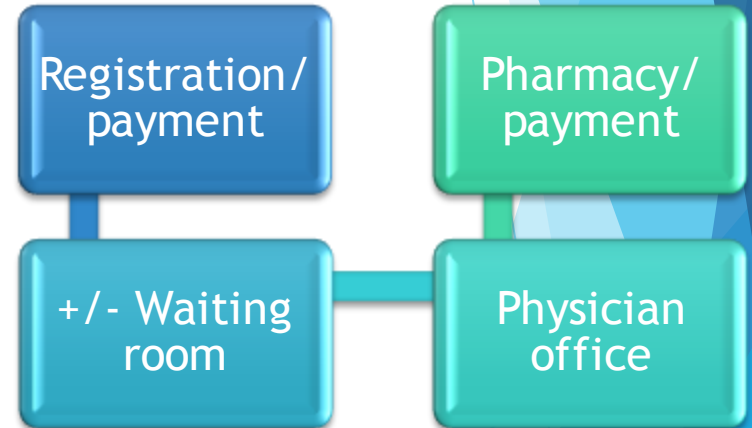 Registration/
payment
+/- Waiting
room
Physician
office
Pharmacy/
payment